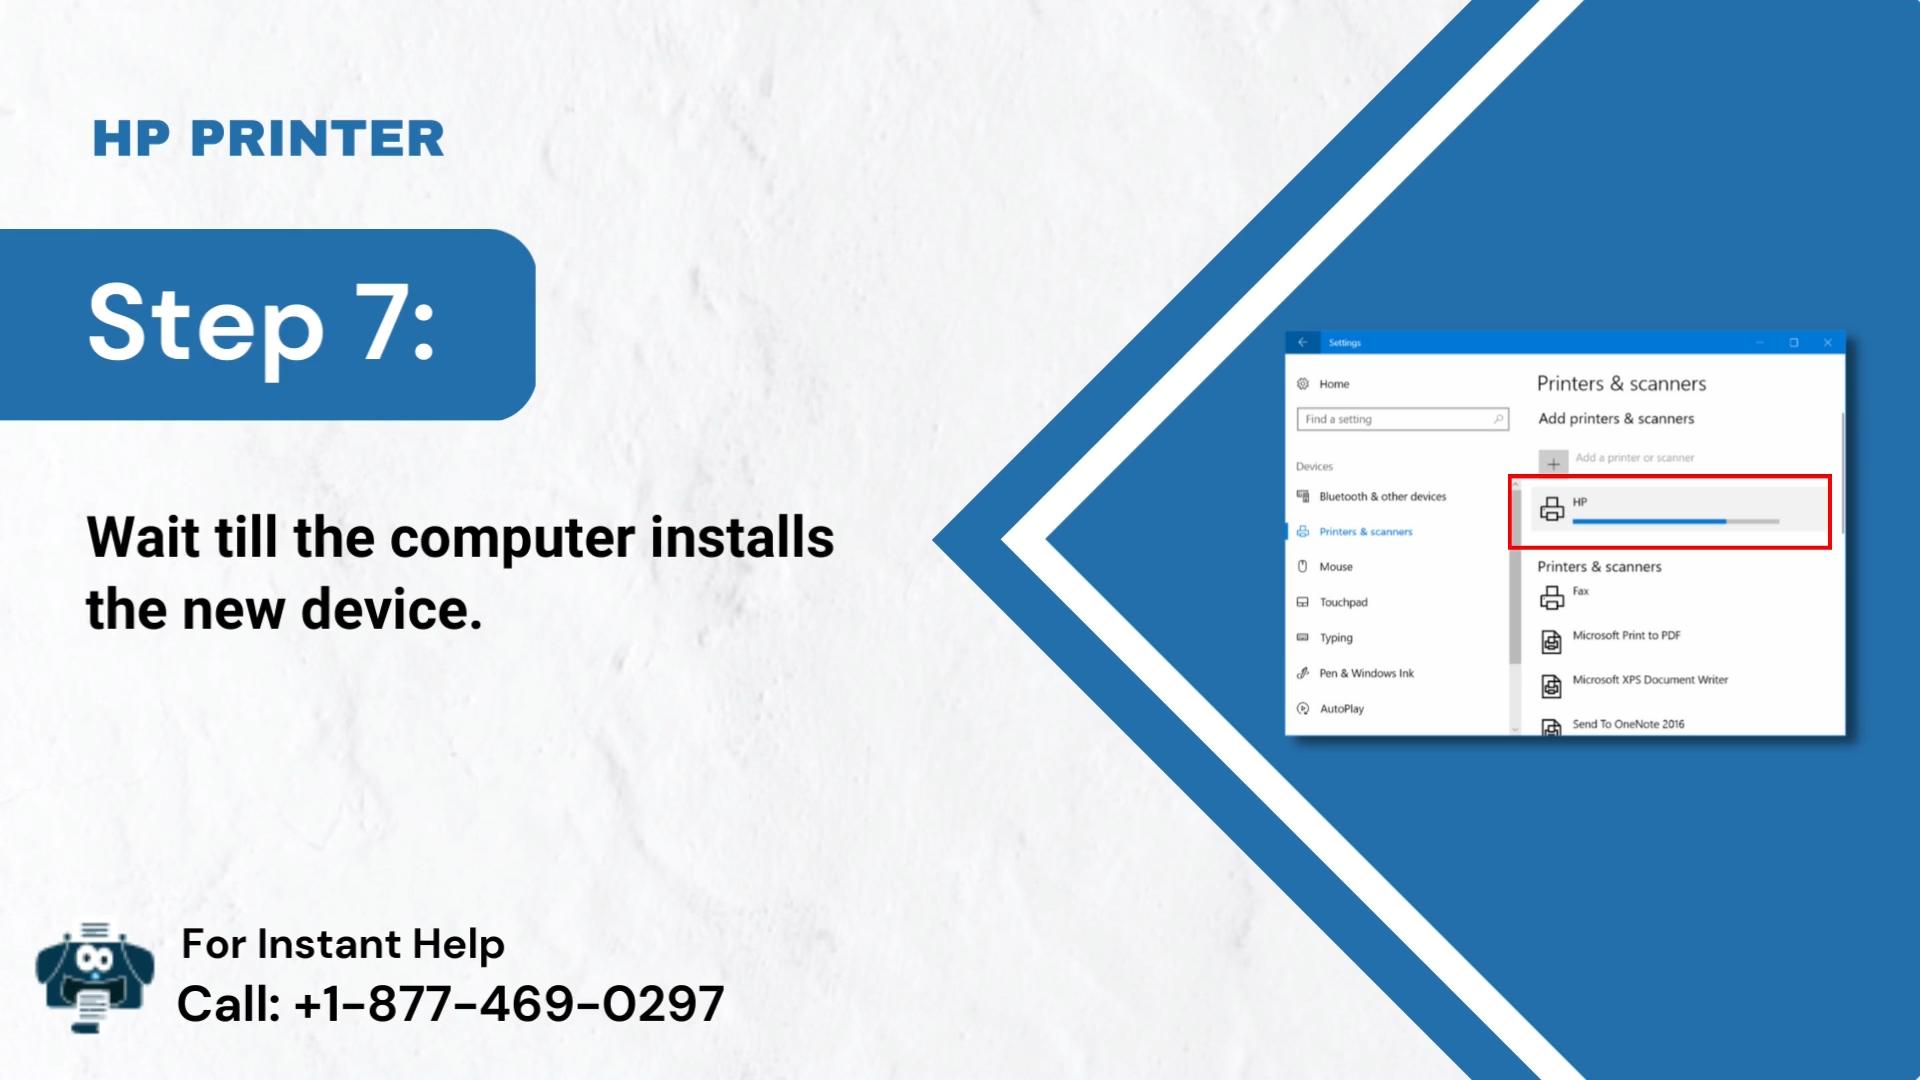 HP PRINTER
Step 7:
Wait till the computer installs
the new device.
For Instant Help
Call: +1-877-469-0297
Settings
Home
Find a setting
Devices
Bluetooth & other devices
Printers & scanners
Mouse
Touchpad
Typing
Pen & Windows Ink
AutoPlay
Printers & scanners
Add printers & scanners
Add a printer or scanner
HP
Printers & scanners
Fax
Microsoft Print to PDF
Microsoft XPS Document Writer
Send To OneNote 2016